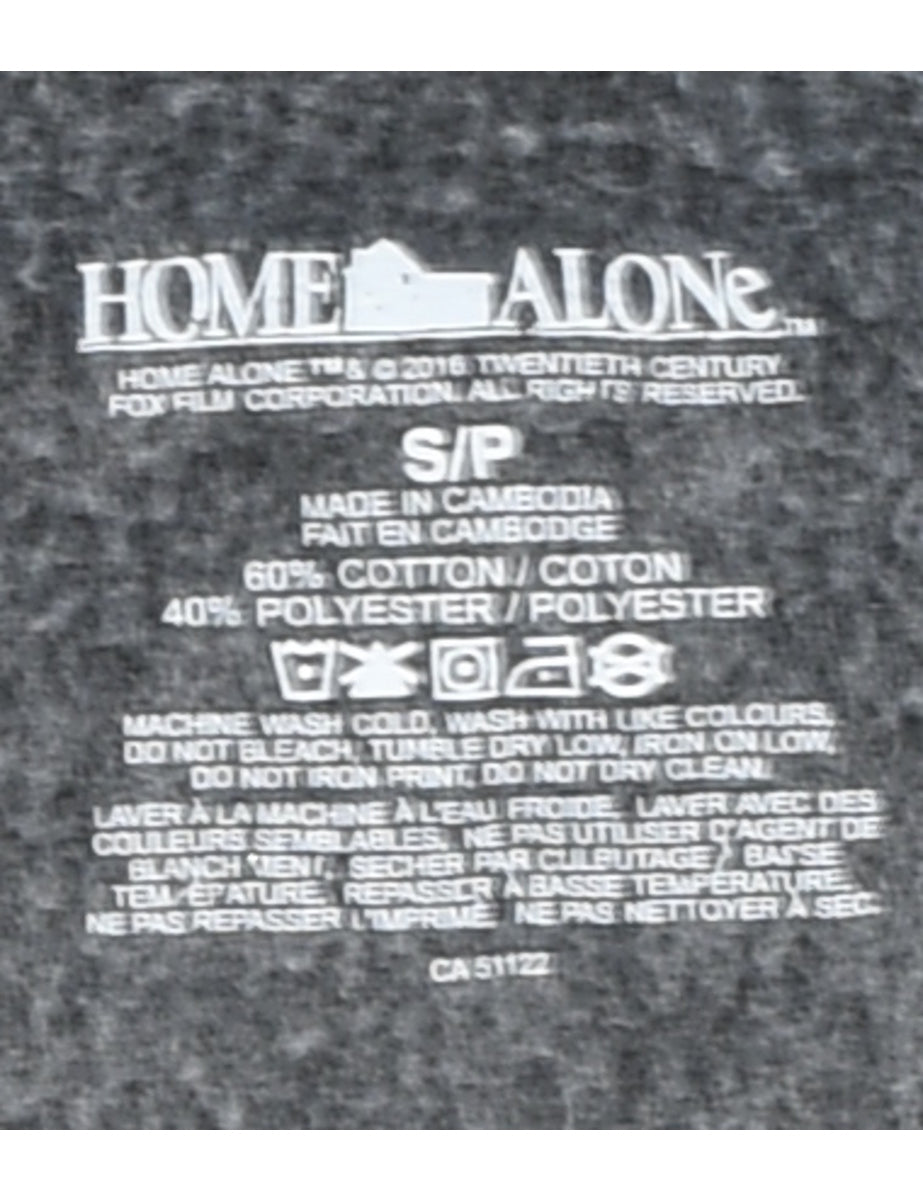 HOME ALONe ™
HOME ALONE™ & © 2016 TWENTIETH CENTURY
FOX FILM CORPORATION. ALL RIGHTS RESERVED.
S/P
MADE IN CAMBODIA
FAIT EN CAMBODGE
60% COTTON / COTON
40% POLYESTER / POLYESTER
MACHINE WASH COLD, WASH WITH LIKE COLOURS,
DO NOT BLEACH, TUMBLE DRY LOW, IRON ON LOW,
DO NOT IRON PRINT, DO NOT DRY CLEAN.
LAVER À LA MACHINE À L'EAU FROIDE. LAVER AVEC DES
COULEURS SEMBLABLES. NE PAS UTILISER D'AGENT DE
SECHER PAR CULBUTAGE À BASSE
TEMPÉRATURE. REPASSER À BASSE TEMPÉRATURE.
NE PAS REPASSER L'IMPRIMÉ. NE PAS NETTOYER À SEC.
CA 51122